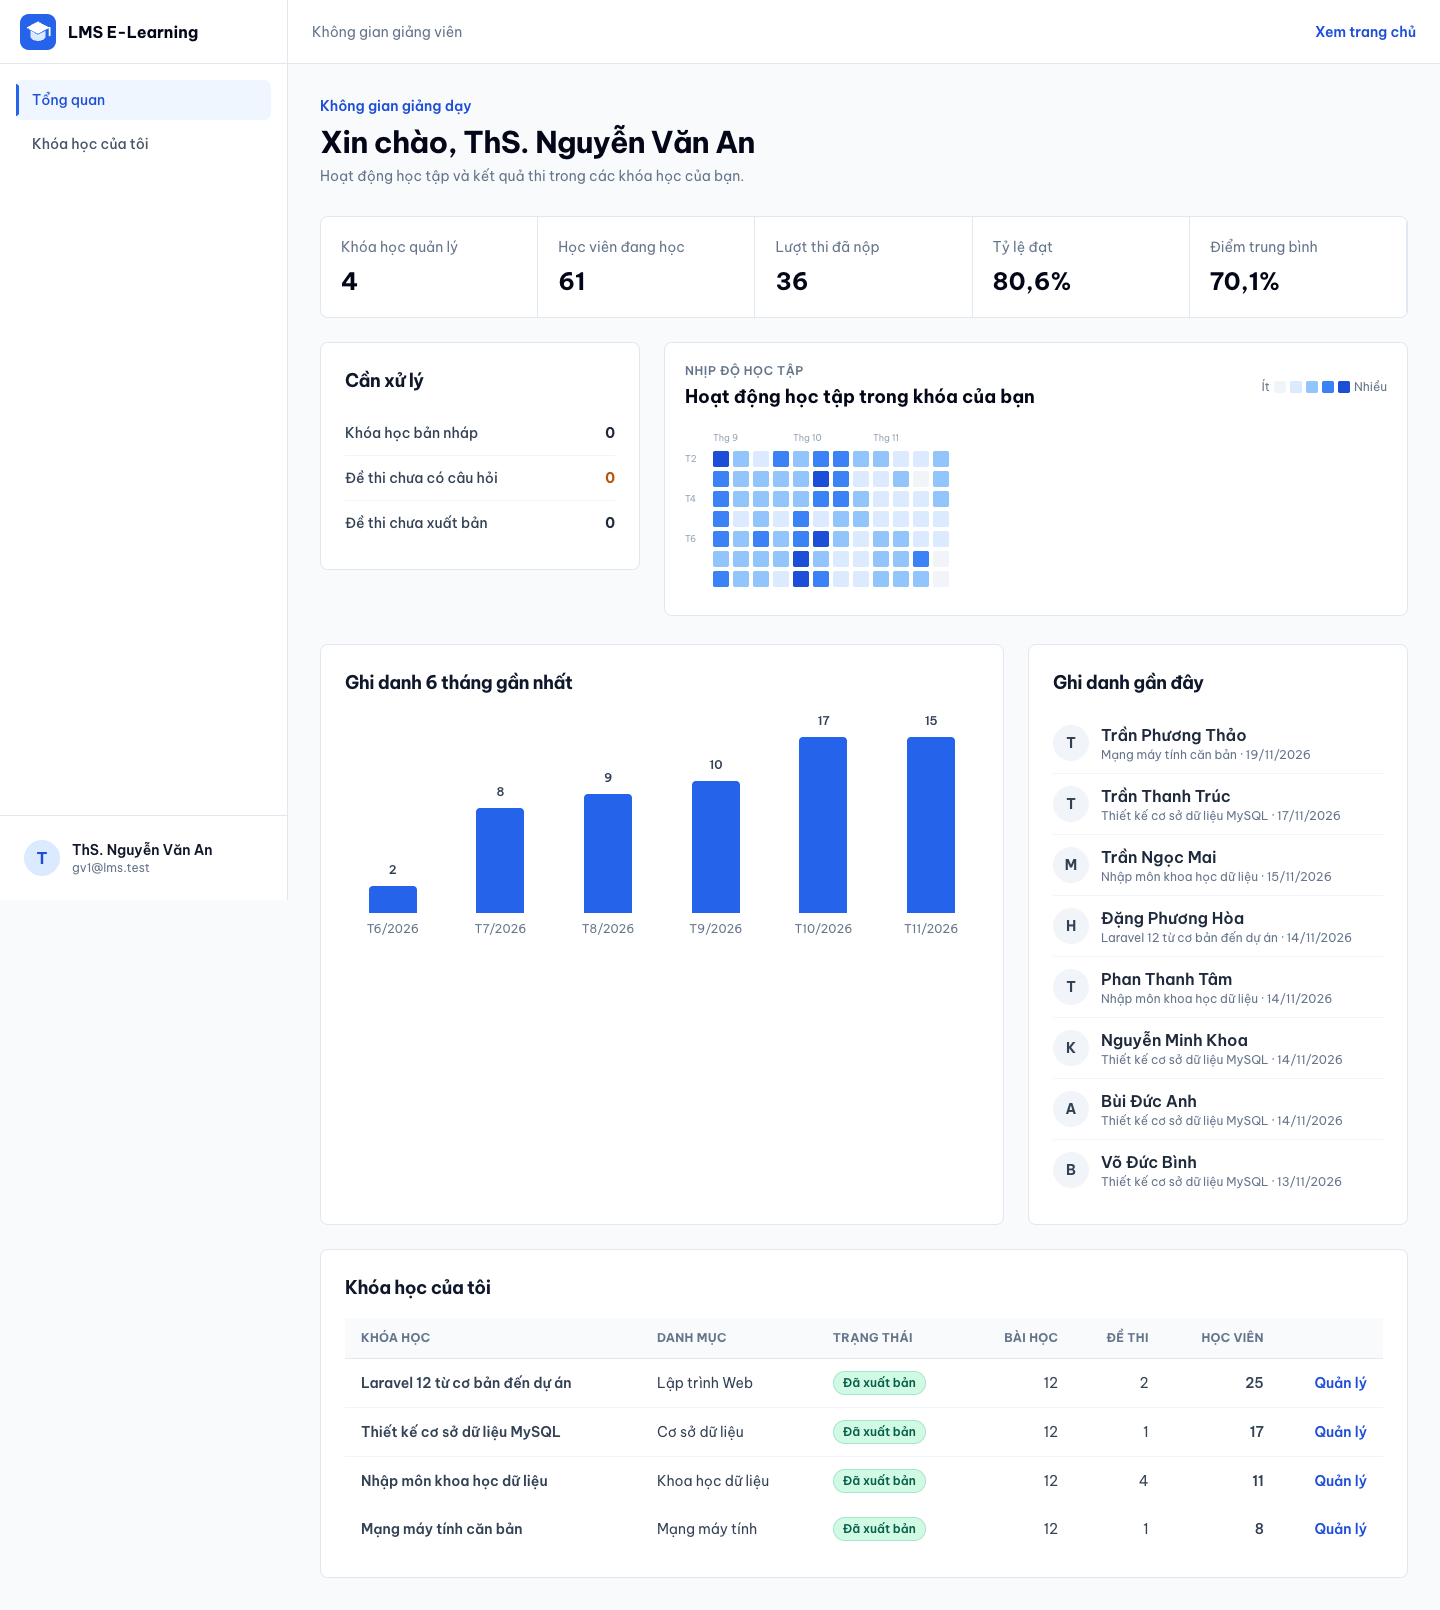 LMS E-Learning
Không gian giảng viên
Xem trang chủ
Tổng quan
Khóa học của tôi
Không gian giảng dạy
Xin chào, ThS. Nguyễn Văn An
Hoạt động học tập và kết quả thi trong các khóa học của bạn.
Khóa học quản lý
4
Học viên đang học
61
Lượt thi đã nộp
36
Tỷ lệ đạt
80,6%
Điểm trung bình
70,1%
Cần xử lý
Khóa học bản nháp 0
Đề thi chưa có câu hỏi 0
Đề thi chưa xuất bản 0
NHỊP ĐỘ HỌC TẬP
Hoạt động học tập trong khóa của bạn
Ít Nhiều
Thg 9 Thg 10 Thg 11
T2
T4
T6
Ghi danh 6 tháng gần nhất
2 8 9 10 17 15
T6/2026 T7/2026 T8/2026 T9/2026 T10/2026 T11/2026
Ghi danh gần đây
T
Trần Phương Thảo
Mạng máy tính căn bản · 19/11/2026
T
Trần Thanh Trúc
Thiết kế cơ sở dữ liệu MySQL · 17/11/2026
M
Trần Ngọc Mai
Nhập môn khoa học dữ liệu · 15/11/2026
H
Đặng Phương Hòa
Laravel 12 từ cơ bản đến dự án · 14/11/2026
T
Phan Thanh Tâm
Nhập môn khoa học dữ liệu · 14/11/2026
K
Nguyễn Minh Khoa
Thiết kế cơ sở dữ liệu MySQL · 14/11/2026
A
Bùi Đức Anh
Thiết kế cơ sở dữ liệu MySQL · 14/11/2026
B
Võ Đức Bình
Thiết kế cơ sở dữ liệu MySQL · 13/11/2026
T
ThS. Nguyễn Văn An
gv1@lms.test
Khóa học của tôi
KHÓA HỌC DANH MỤC TRẠNG THÁI BÀI HỌC ĐỀ THI HỌC VIÊN
Laravel 12 từ cơ bản đến dự án Lập trình Web Đã xuất bản 12 2 25 Quản lý
Thiết kế cơ sở dữ liệu MySQL Cơ sở dữ liệu Đã xuất bản 12 1 17 Quản lý
Nhập môn khoa học dữ liệu Khoa học dữ liệu Đã xuất bản 12 4 11 Quản lý
Mạng máy tính căn bản Mạng máy tính Đã xuất bản 12 1 8 Quản lý